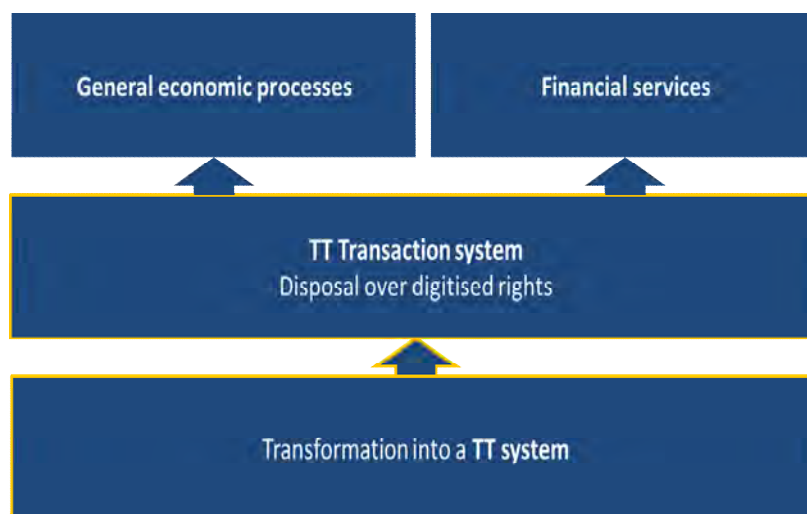 General economic processes
Financial services
TT Transaction system
Disposal over digitised rights
Transformation into a TT system